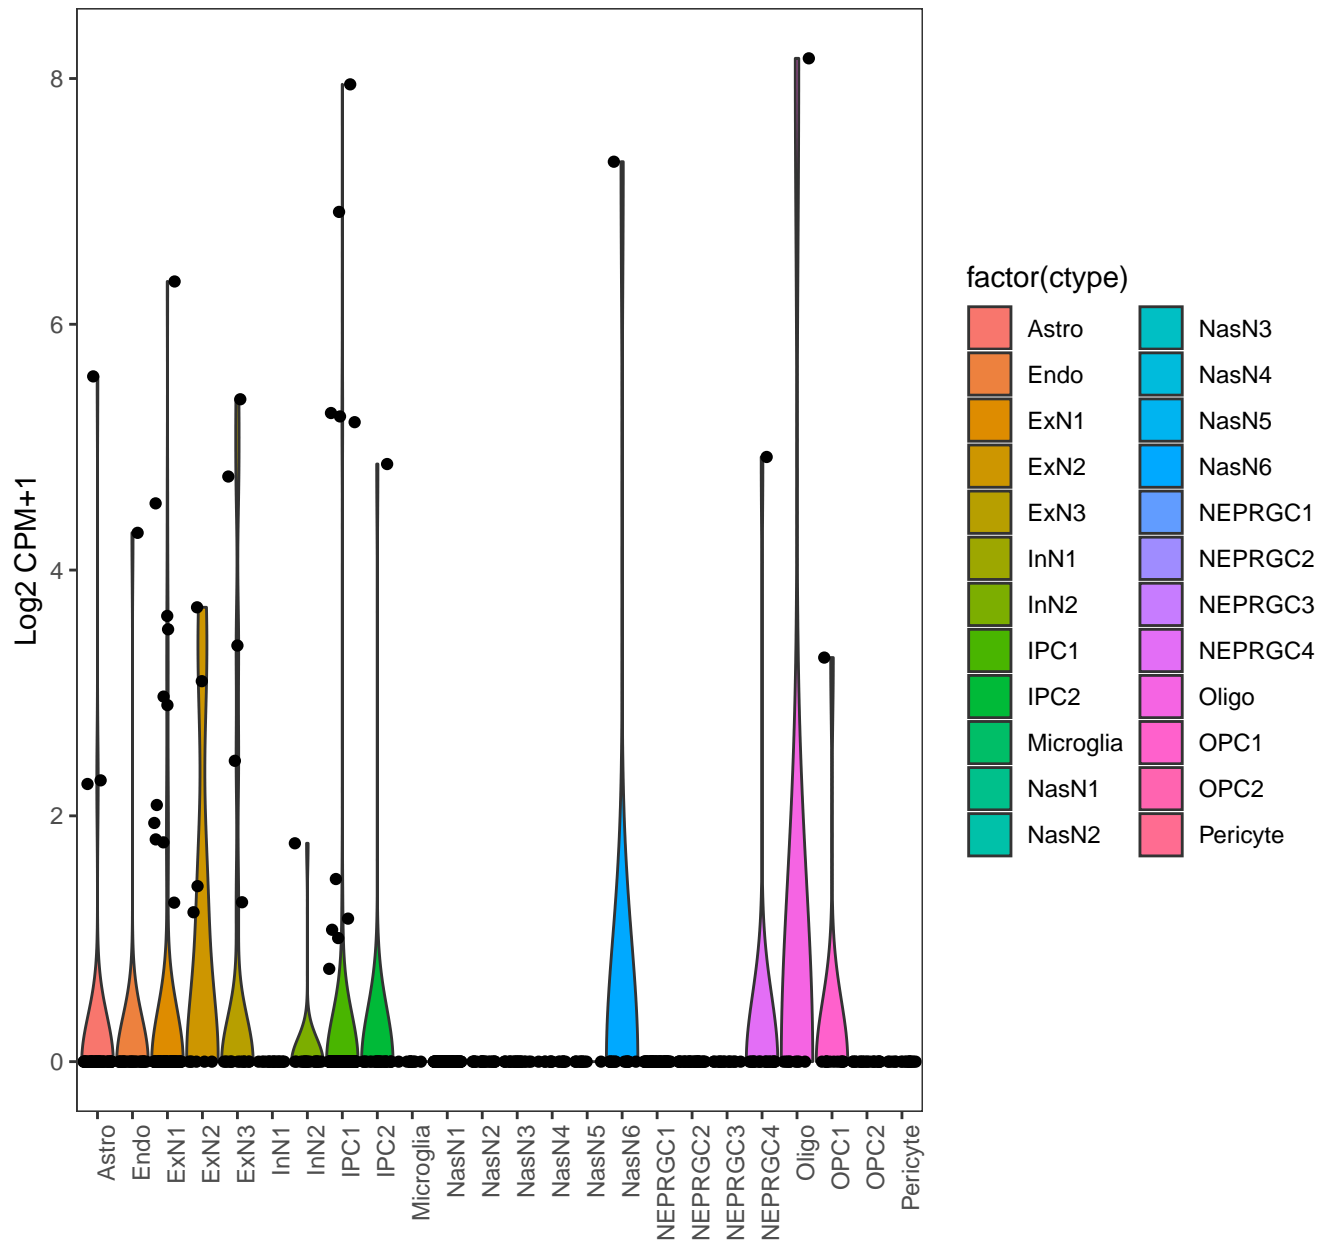 8
6
4
2
0
Log2 CPM+1
Astro
Endo
ExN1
ExN2
ExN3
InN1
InN2
IPC1
IPC2
Microglia
NasN1
NasN2
NasN3
NasN4
NasN5
NasN6
NEPRGC1
NEPRGC2
NEPRGC3
NEPRGC4
Oligo
OPC1
OPC2
Pericyte
factor(ctype)
Astro
Endo
ExN1
ExN2
ExN3
InN1
InN2
IPC1
IPC2
Microglia
NasN1
NasN2
NasN3
NasN4
NasN5
NasN6
NEPRGC1
NEPRGC2
NEPRGC3
NEPRGC4
Oligo
OPC1
OPC2
Pericyte